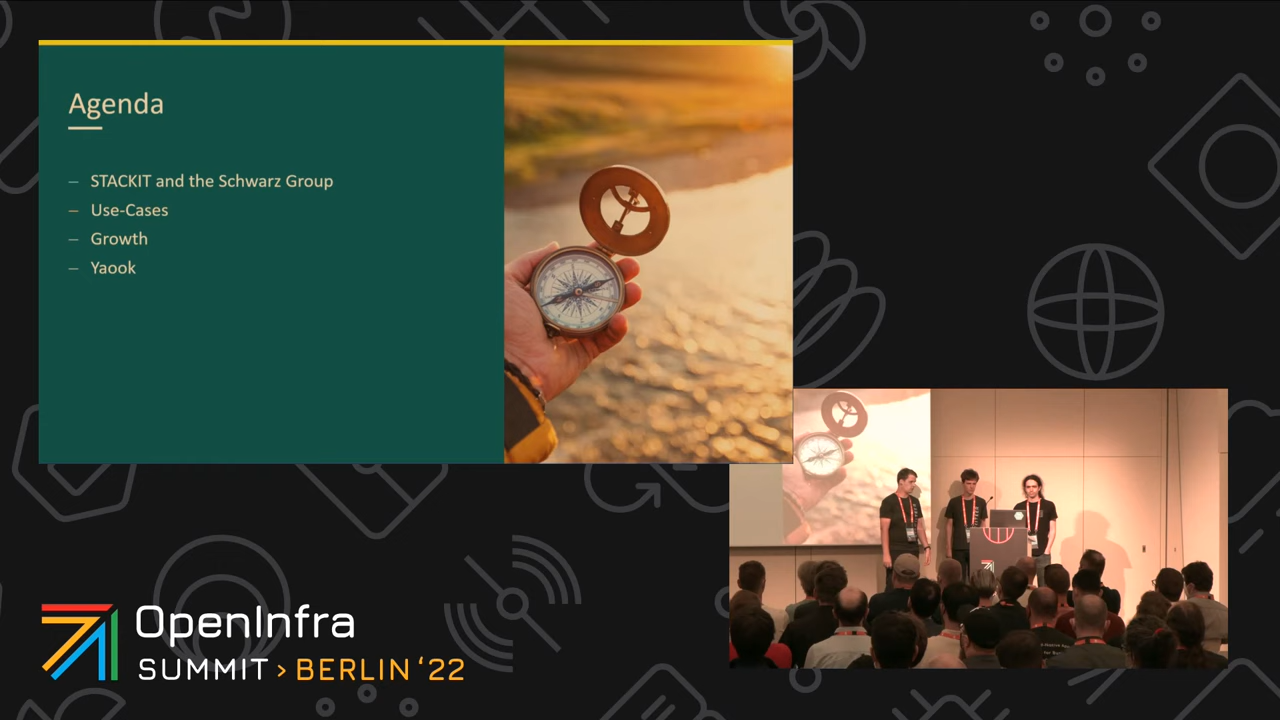 Agenda
– STACKIT and the Schwarz Group
– Use-Cases
– Growth
– Yaook
OpenInfra
SUMMIT > BERLIN ‘22